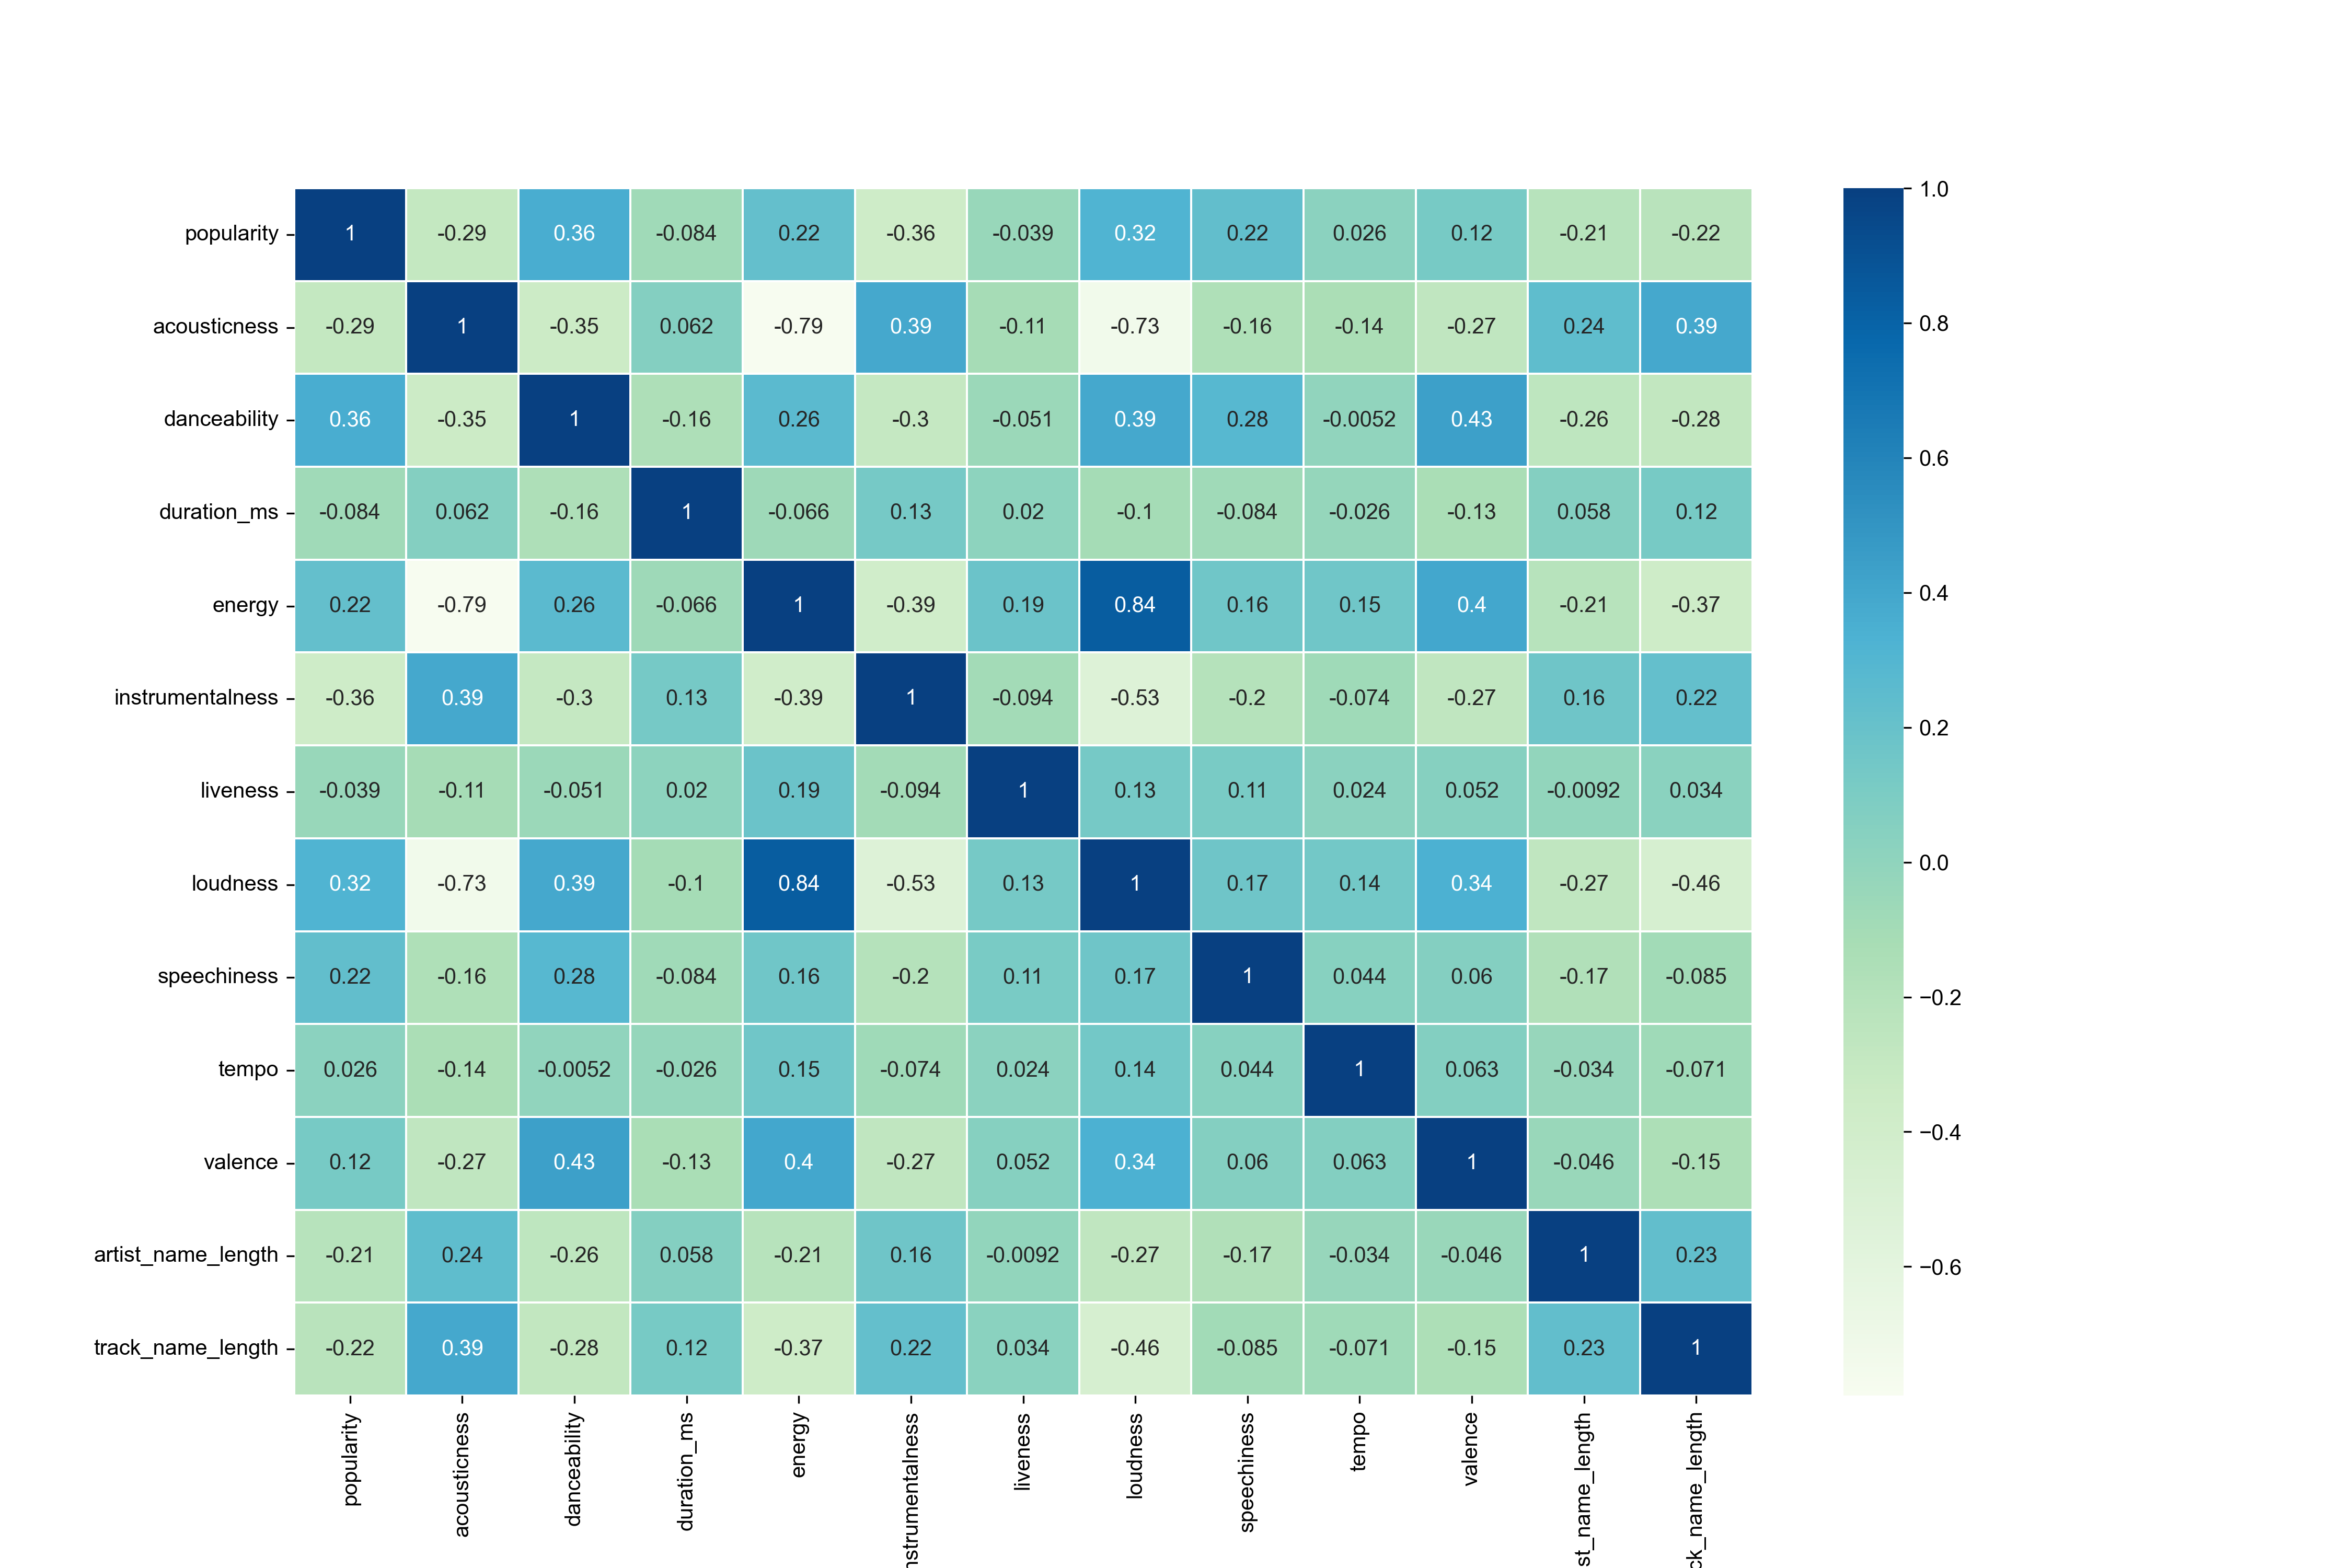 popularity 1 -0.29 0.36 -0.084 0.22 -0.36 -0.039 0.32 0.22 0.026 0.12 -0.21 -0.22
acousticness -0.29 1 -0.35 0.062 -0.79 0.39 -0.11 -0.73 -0.16 -0.14 -0.27 0.24 0.39
danceability 0.36 -0.35 1 -0.16 0.26 -0.3 -0.051 0.39 0.28 -0.0052 0.43 -0.26 -0.28
duration_ms -0.084 0.062 -0.16 1 -0.066 0.13 0.02 -0.1 -0.084 -0.026 -0.13 0.058 0.12
energy 0.22 -0.79 0.26 -0.066 1 -0.39 0.19 0.84 0.16 0.15 0.4 -0.21 -0.37
instrumentalness -0.36 0.39 -0.3 0.13 -0.39 1 -0.094 -0.53 -0.2 -0.074 -0.27 0.16 0.22
liveness -0.039 -0.11 -0.051 0.02 0.19 -0.094 1 0.13 0.11 0.024 0.052 -0.0092 0.034
loudness 0.32 -0.73 0.39 -0.1 0.84 -0.53 0.13 1 0.17 0.14 0.34 -0.27 -0.46
speechiness 0.22 -0.16 0.28 -0.084 0.16 -0.2 0.11 0.17 1 0.044 0.06 -0.17 -0.085
tempo 0.026 -0.14 -0.0052 -0.026 0.15 -0.074 0.024 0.14 0.044 1 0.063 -0.034 -0.071
valence 0.12 -0.27 0.43 -0.13 0.4 -0.27 0.052 0.34 0.06 0.063 1 -0.046 -0.15
artist_name_length -0.21 0.24 -0.26 0.058 -0.21 0.16 -0.0092 -0.27 -0.17 -0.034 -0.046 1 0.23
track_name_length -0.22 0.39 -0.28 0.12 -0.37 0.22 0.034 -0.46 -0.085 -0.071 -0.15 0.23 1
popularity
acousticness
danceability
duration_ms
energy
nstrumentalness
liveness
loudness
speechiness
tempo
valence
st_name_length
ck_name_length
1.0
0.8
0.6
0.4
0.2
0.0
−0.2
−0.4
−0.6